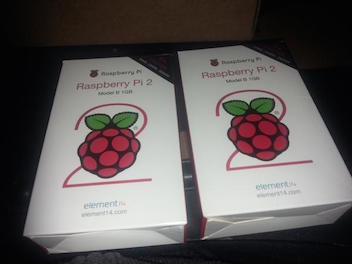 Raspberry Pi
Raspberry Pi 2
Model B 1GB
2
element14
element14.com
Raspberry Pi
Raspberry Pi 2
Model B 1GB
2
element14
element14.com